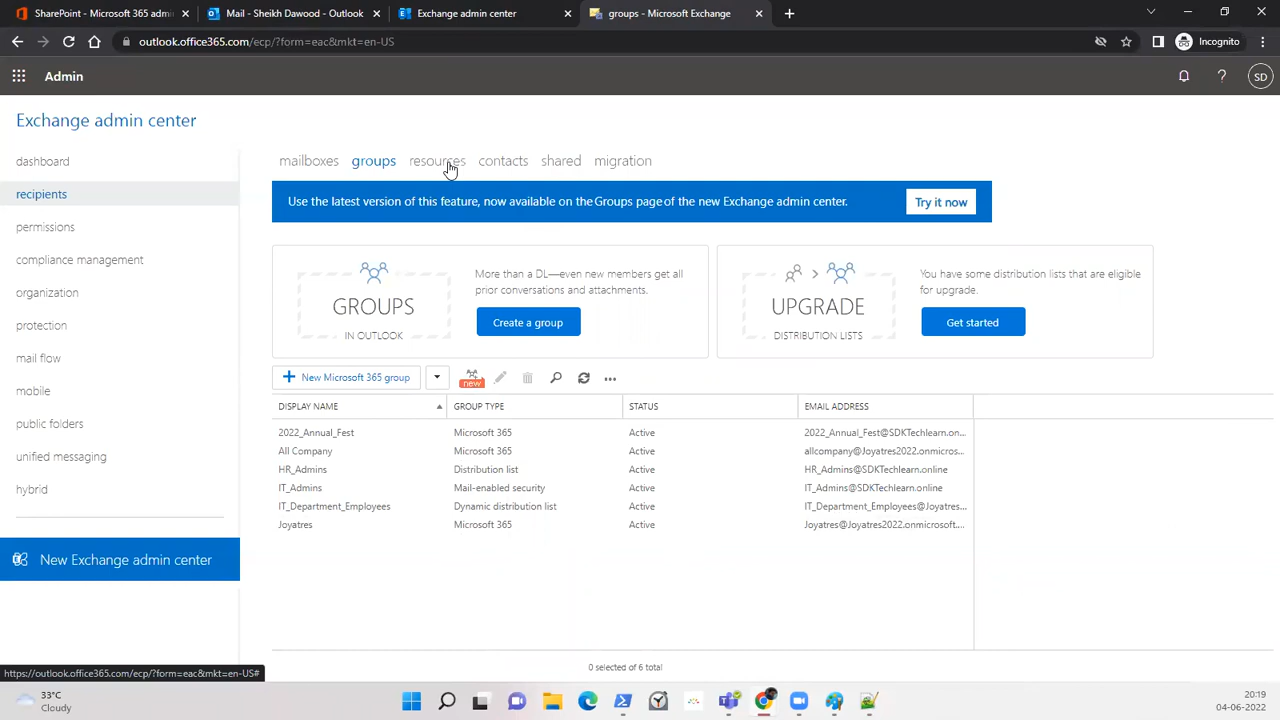 SharePoint - Microsoft 365 admin
Mail - Sheikh Dawood - Outlook
Exchange admin center
groups - Microsoft Exchange
outlook.office365.com/ecp/?form=eac&mkt=en-US
Incognito
Admin
SD
Exchange admin center
dashboard
recipients
permissions
compliance management
organization
protection
mail flow
mobile
public folders
unified messaging
hybrid
New Exchange admin center
mailboxes groups resources contacts shared migration
Use the latest version of this feature, now available on the Groups page of the new Exchange admin center.
Try it now
GROUPS
IN OUTLOOK
More than a DL—even new members get all
prior conversations and attachments.
Create a group
UPGRADE
DISTRIBUTION LISTS
You have some distribution lists that are eligible
for upgrade.
Get started
New Microsoft 365 group
new
DISPLAY NAME GROUP TYPE STATUS EMAIL ADDRESS
2022_Annual_Fest Microsoft 365 Active 2022_Annual_Fest@SDKTechlearn.on...
All Company Microsoft 365 Active allcompany@Joyatres2022.onmicros...
HR_Admins Distribution list Active HR_Admins@SDKTechlearn.online
IT_Admins Mail-enabled security Active IT_Admins@SDKTechlearn.online
IT_Department_Employees Dynamic distribution list Active IT_Department_Employees@Joyatres...
Joyatres Microsoft 365 Active Joyatres@Joyatres2022.onmicrosoft....
0 selected of 6 total
https://outlook.office365.com/ecp/?form=eac&mkt=en-US#
33°C
Cloudy
20:19
04-06-2022